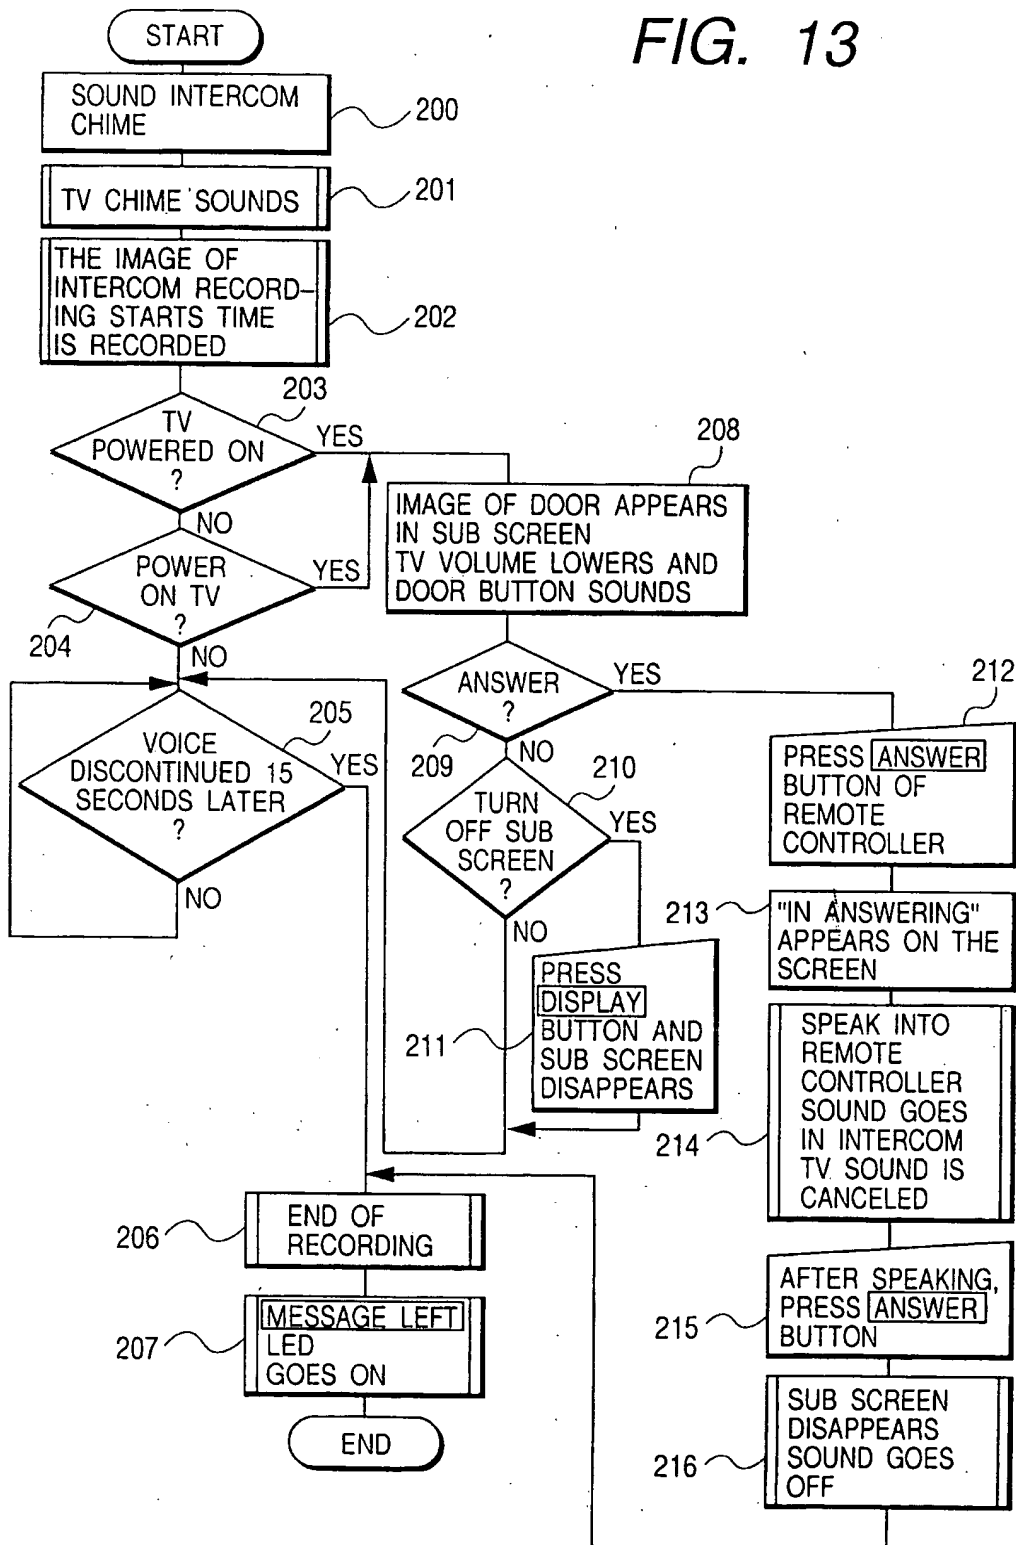 FIG. 13
START
SOUND INTERCOM
CHIME
200
TV CHIME SOUNDS
201
THE IMAGE OF
INTERCOM RECORD-
ING STARTS TIME
IS RECORDED
202
203
TV
POWERED ON
?
YES
NO
POWER
ON TV
?
YES
204
NO
205
VOICE
DISCONTINUED 15
SECONDS LATER
?
YES
NO
208
IMAGE OF DOOR APPEARS
IN SUB SCREEN
TV VOLUME LOWERS AND
DOOR BUTTON SOUNDS
ANSWER
?
YES
209
NO
210
TURN
OFF SUB
SCREEN
?
YES
NO
PRESS
DISPLAY
BUTTON AND
SUB SCREEN
DISAPPEARS
211
212
PRESS ANSWER
BUTTON OF
REMOTE
CONTROLLER
213
"IN ANSWERING"
APPEARS ON THE
SCREEN
SPEAK INTO
REMOTE
CONTROLLER
SOUND GOES
IN INTERCOM
TV SOUND IS
CANCELED
214
AFTER SPEAKING,
PRESS ANSWER
BUTTON
215
SUB SCREEN
DISAPPEARS
SOUND GOES
OFF
216
206
END OF
RECORDING
207
MESSAGE LEFT
LED
GOES ON
END